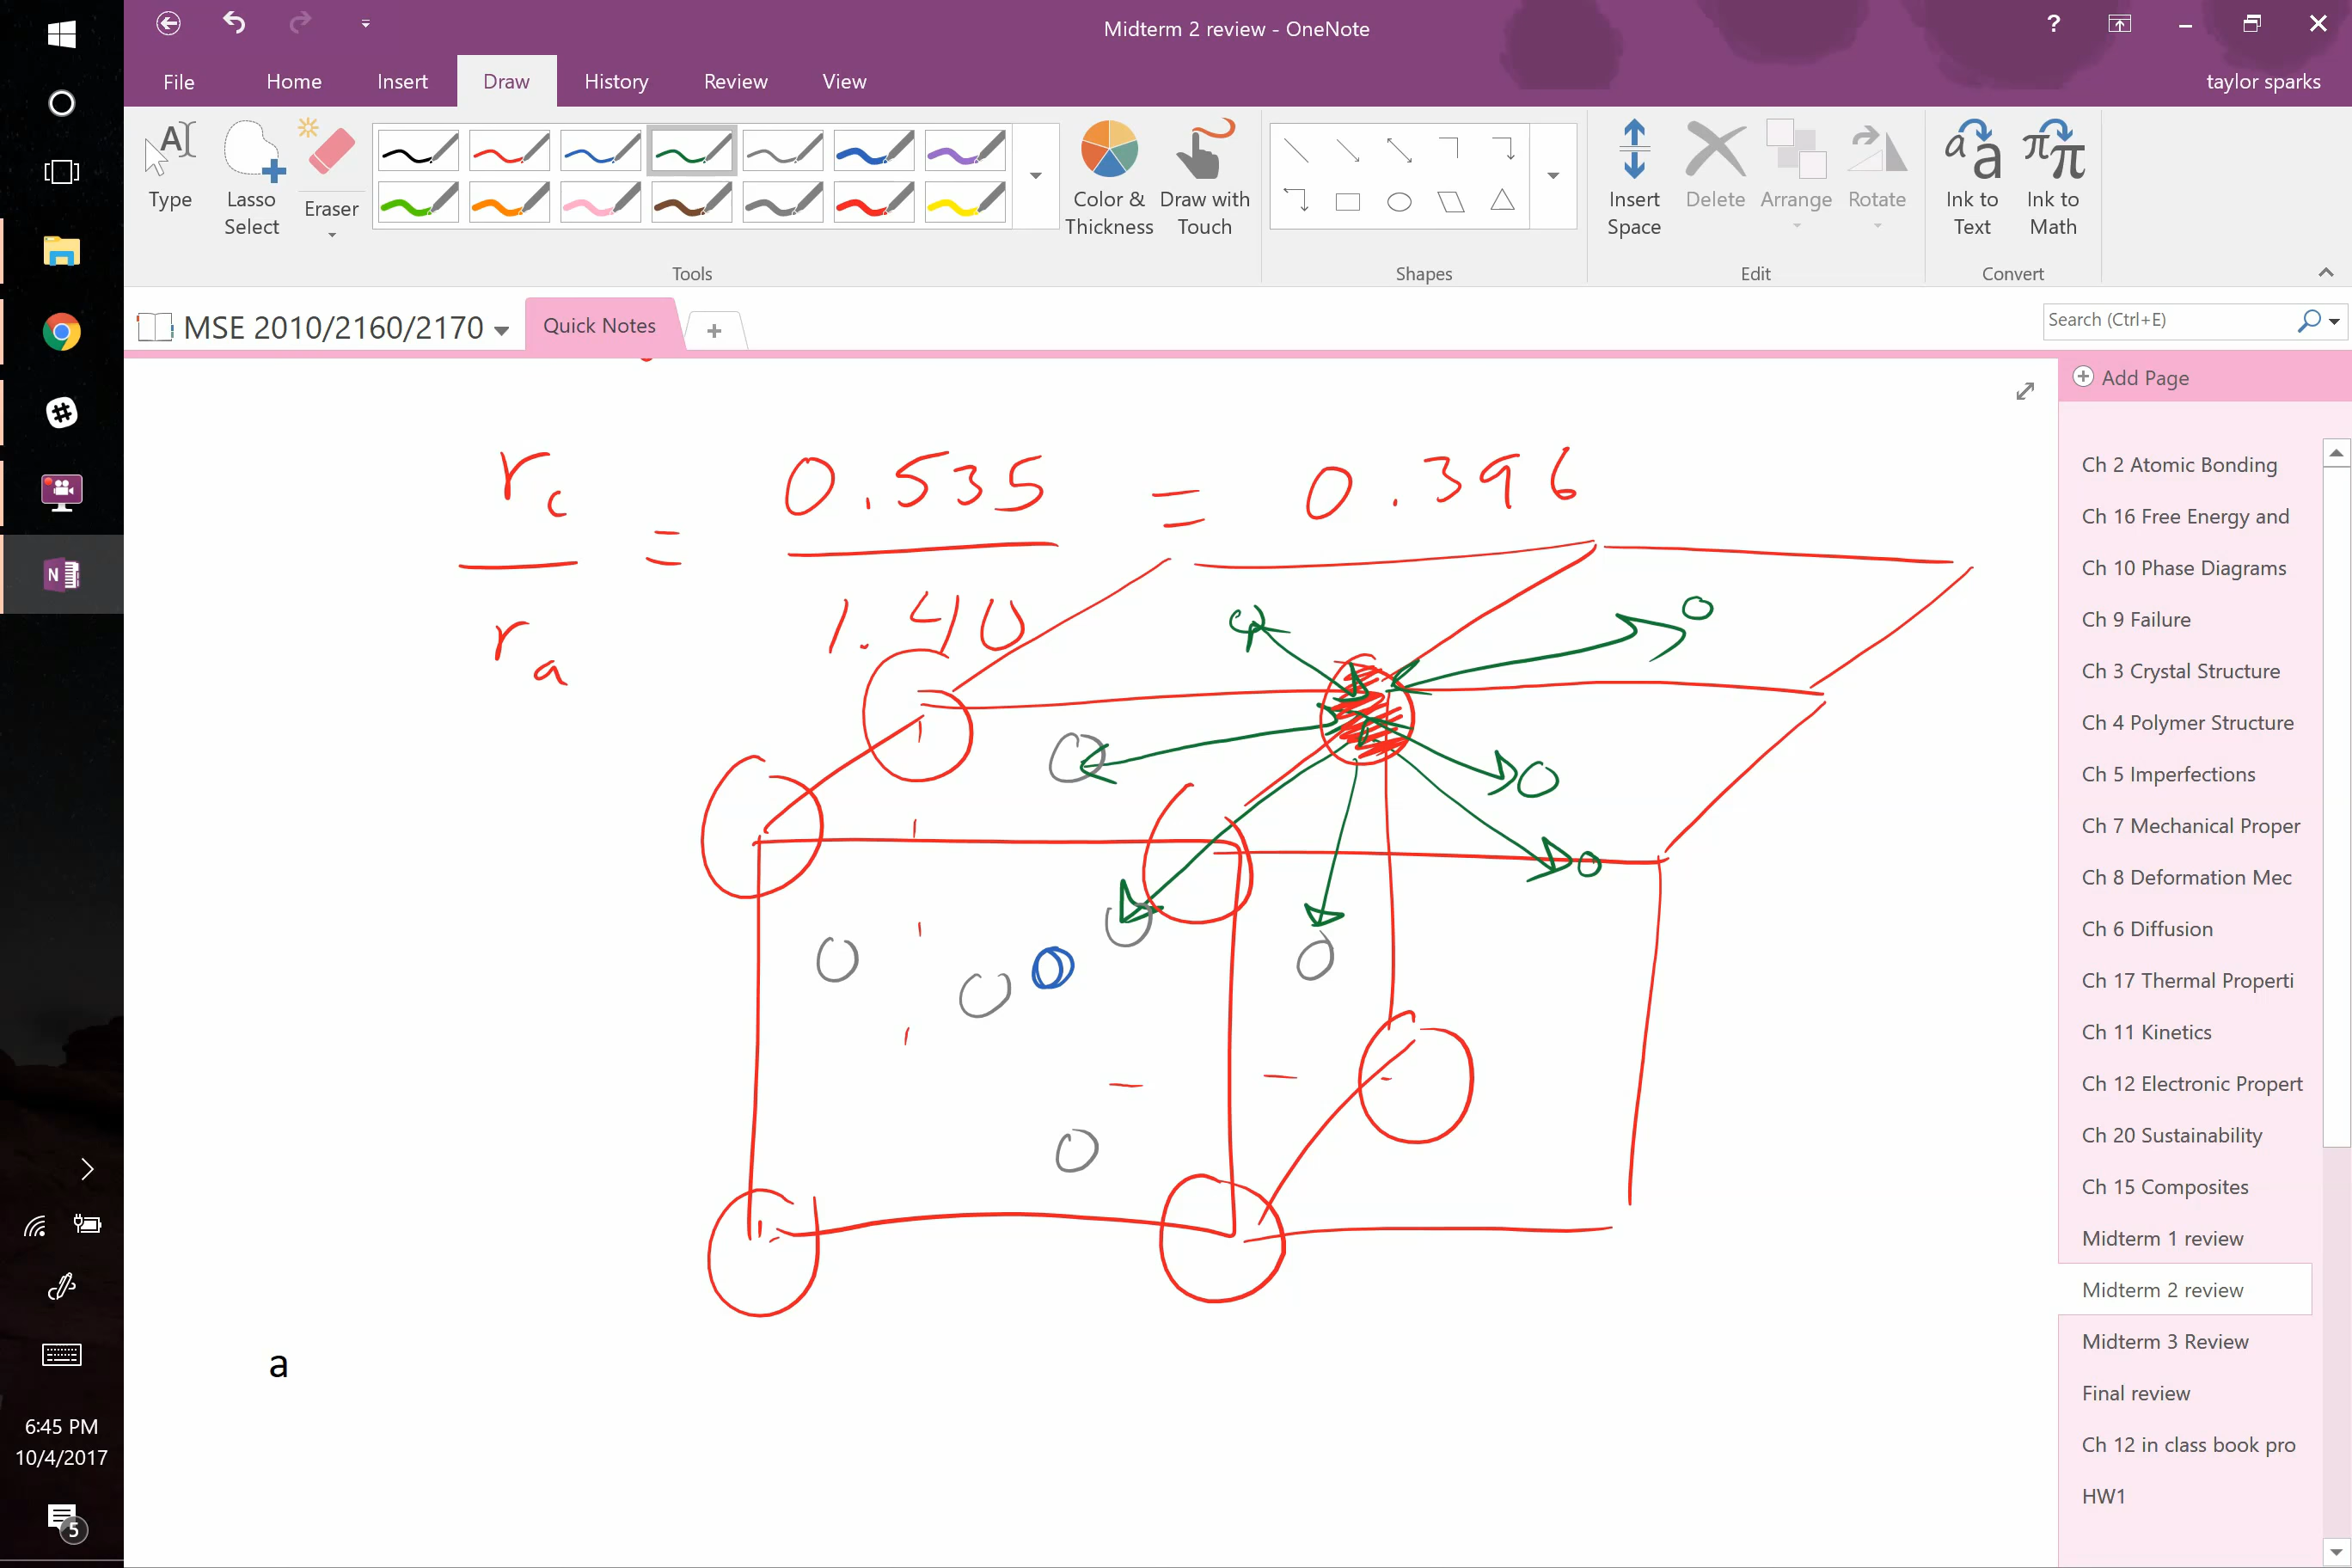 Midterm 2 review - OneNote
?
File Home Insert Draw History Review View
taylor sparks
Type
Lasso Select
Eraser
Color & Thickness
Draw with Touch
Insert Space
Delete
Arrange
Rotate
Ink to Text
Ink to Math
Tools
Shapes
Edit
Convert
MSE 2010/2160/2170
Quick Notes
Search (Ctrl+E)
Add Page
rc / ra = 0.535 / 1.40 = 0.396
a
Ch 2 Atomic Bonding
Ch 16 Free Energy and
Ch 10 Phase Diagrams
Ch 9 Failure
Ch 3 Crystal Structure
Ch 4 Polymer Structure
Ch 5 Imperfections
Ch 7 Mechanical Proper
Ch 8 Deformation Mec
Ch 6 Diffusion
Ch 17 Thermal Properti
Ch 11 Kinetics
Ch 12 Electronic Propert
Ch 20 Sustainability
Ch 15 Composites
Midterm 1 review
Midterm 2 review
Midterm 3 Review
Final review
Ch 12 in class book pro
HW1
6:45 PM
10/4/2017
5